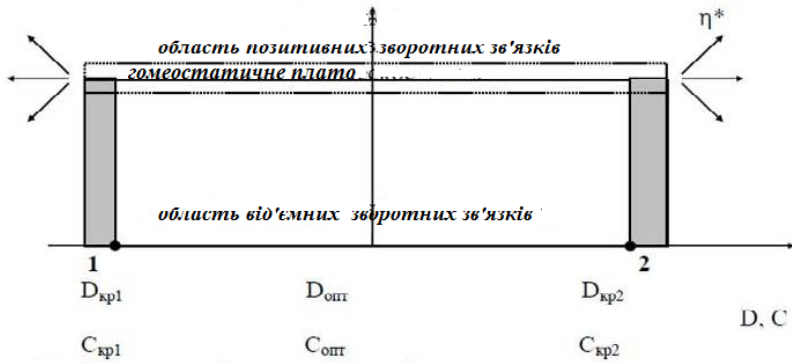 η*
область позитивних зворотних зв'язків
гомеостатичне плато
область від'ємних зворотних зв'язків
1 2
Dкр1 Dопт Dкр2
D, C
Cкр1 Cопт Cкр2